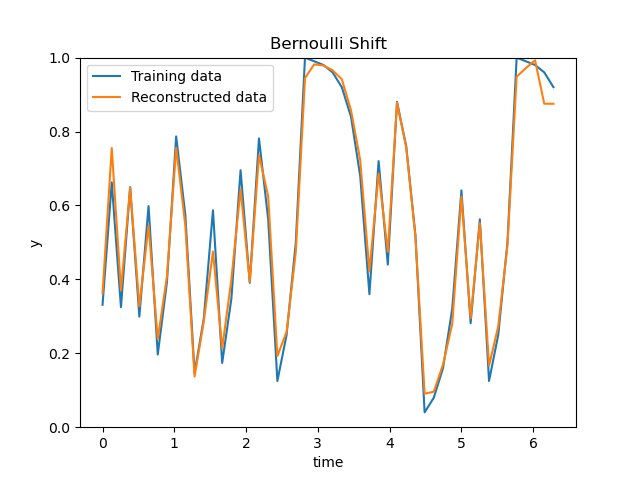 Bernoulli Shift
Training data
Reconstructed data
1.0
0.8
0.6
0.4
0.2
0.0
y
0 1 2 3 4 5 6
time